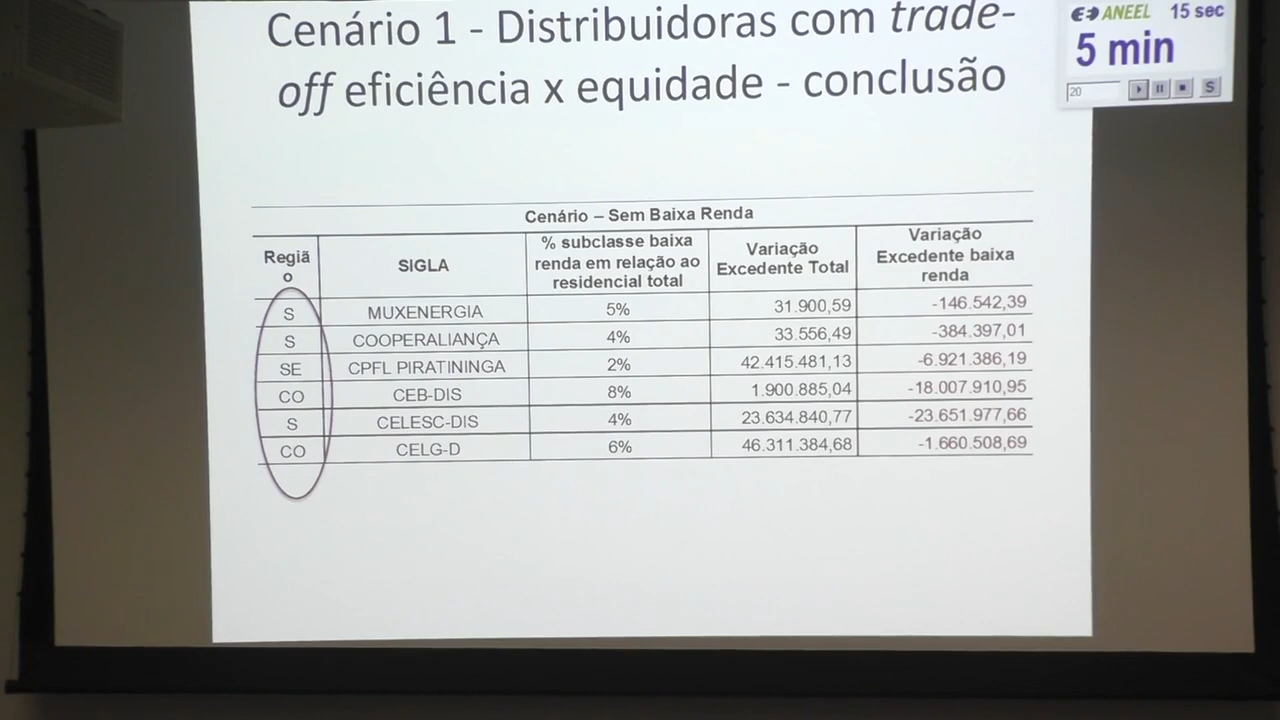 Cenário 1 - Distribuidoras com trade-
off eficiência x equidade - conclusão
ANEEL 15 sec
5 min
20
S
Cenário – Sem Baixa Renda
Região SIGLA % subclasse baixa renda em relação ao residencial total Variação Excedente Total Variação Excedente baixa renda
S MUXENERGIA 5% 31.900,59 -146.542,39
S COOPERALIANÇA 4% 33.556,49 -384.397,01
SE CPFL PIRATININGA 2% 42.415.481,13 -6.921.386,19
CO CEB-DIS 8% 1.900.885,04 -18.007.910,95
S CELESC-DIS 4% 23.634.840,77 -23.651.977,66
CO CELG-D 6% 46.311.384,68 -1.660.508,69